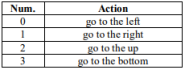 Num. Action
0 go to the left
1 go to the right
2 go to the up
3 go to the bottom